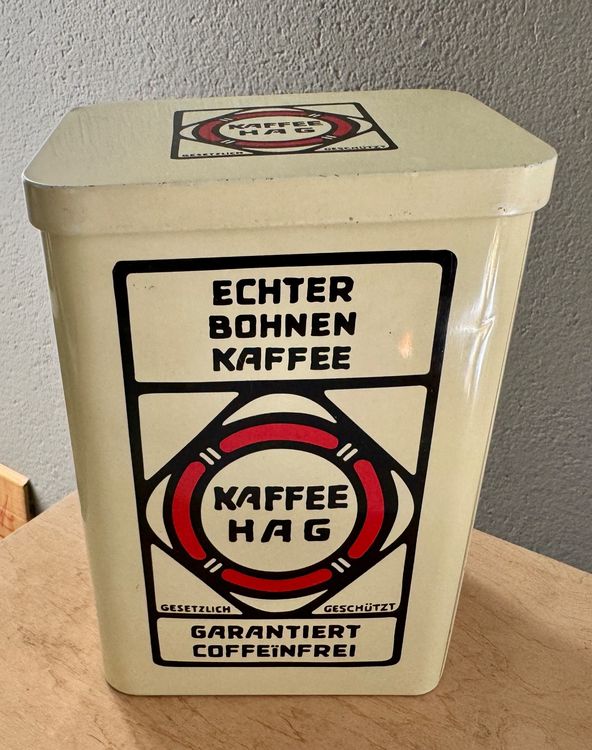 KAFFEE
HAG
GESETZLICH GESCHÜTZT
ECHTER
BOHNEN
KAFFEE
KAFFEE
HAG
GESETZLICH GESCHÜTZT
GARANTIERT
COFFEÏNFREI